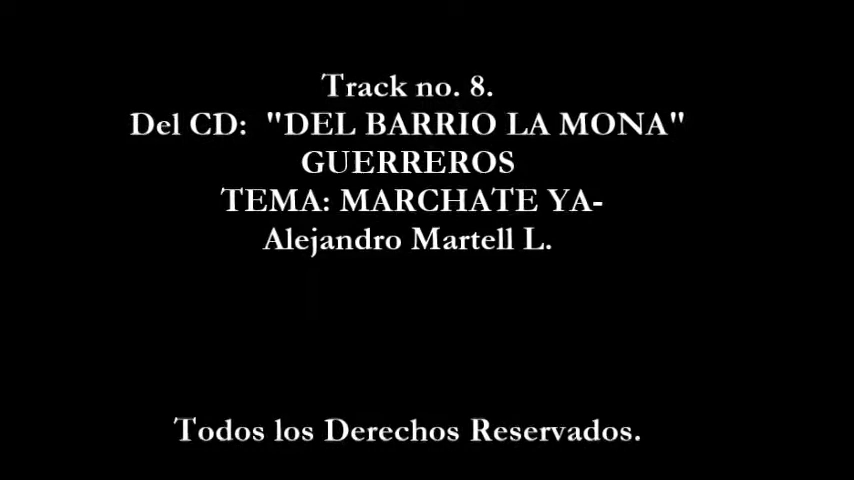 Track no. 8.
Del CD:  "DEL BARRIO LA MONA"
GUERREROS
TEMA: MARCHATE YA-
Alejandro Martell L.
Todos los Derechos Reservados.